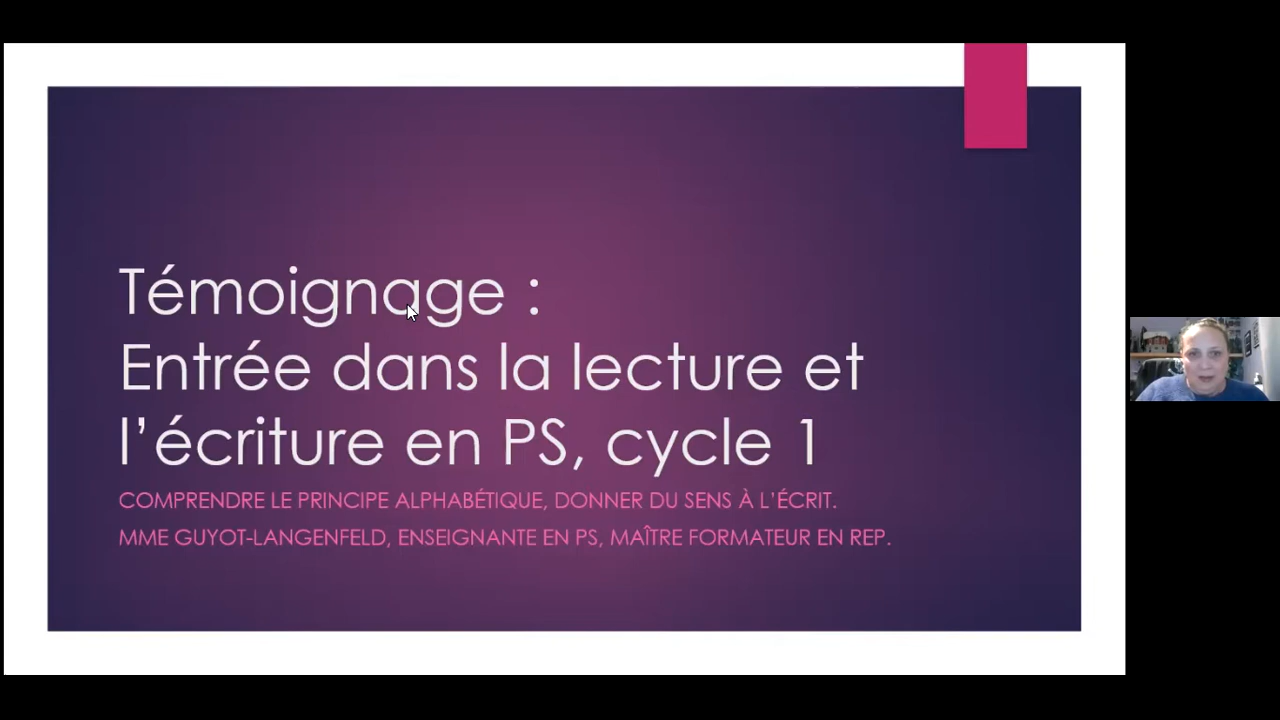 Témoignage :
Entrée dans la lecture et
l’écriture en PS, cycle 1
COMPRENDRE LE PRINCIPE ALPHABÉTIQUE, DONNER DU SENS À L’ÉCRIT.
MME GUYOT-LANGENFELD, ENSEIGNANTE EN PS, MAÎTRE FORMATEUR EN REP.